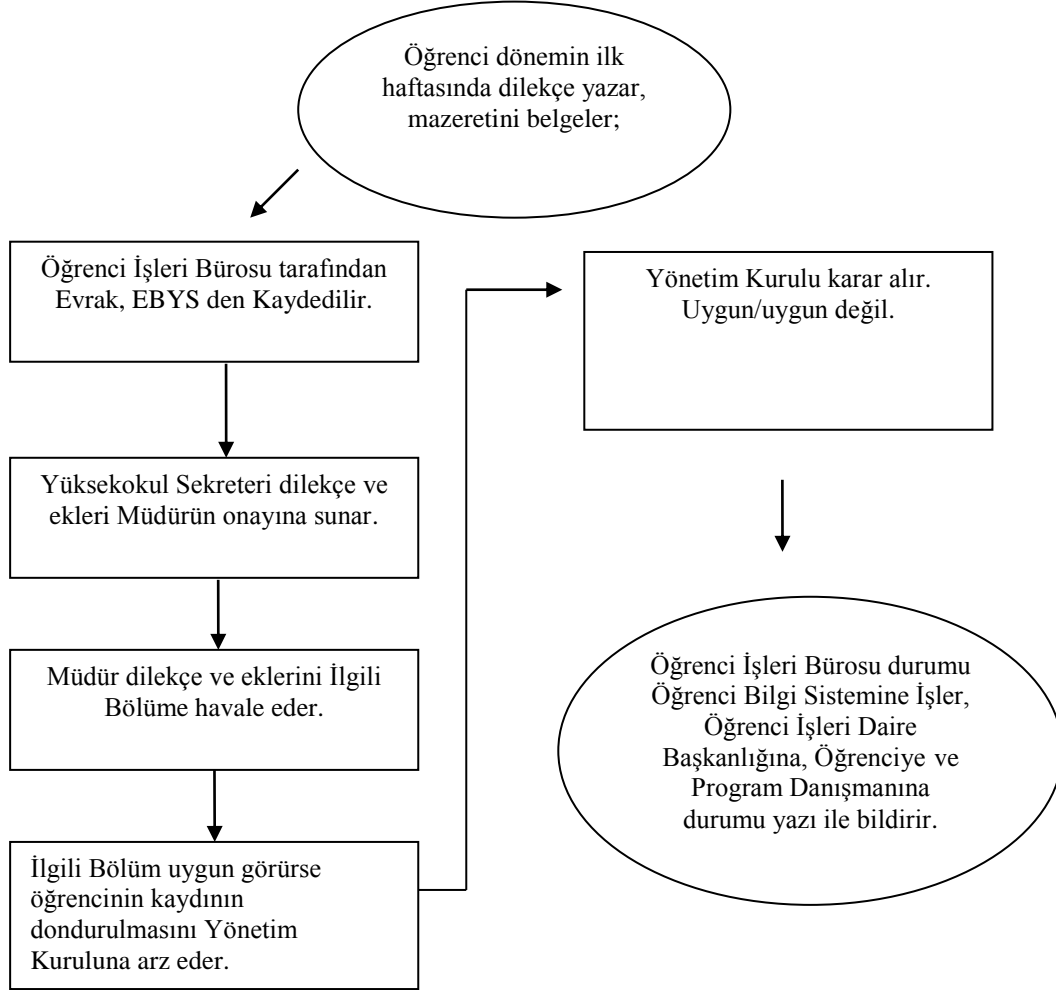 Öğrenci dönemin ilk
haftasında dilekçe yazar,
mazeretini belgeler;
Öğrenci İşleri Bürosu tarafından
Evrak, EBYS den Kaydedilir.
Yüksekokul Sekreteri dilekçe ve
ekleri Müdürün onayına sunar.
Müdür dilekçe ve eklerini İlgili
Bölüme havale eder.
İlgili Bölüm uygun görürse
öğrencinin kaydının
dondurulmasını Yönetim
Kuruluna arz eder.
Yönetim Kurulu karar alır.
Uygun/uygun değil.
Öğrenci İşleri Bürosu durumu
Öğrenci Bilgi Sistemine İşler,
Öğrenci İşleri Daire
Başkanlığına, Öğrenciye ve
Program Danışmanına
durumu yazı ile bildirir.